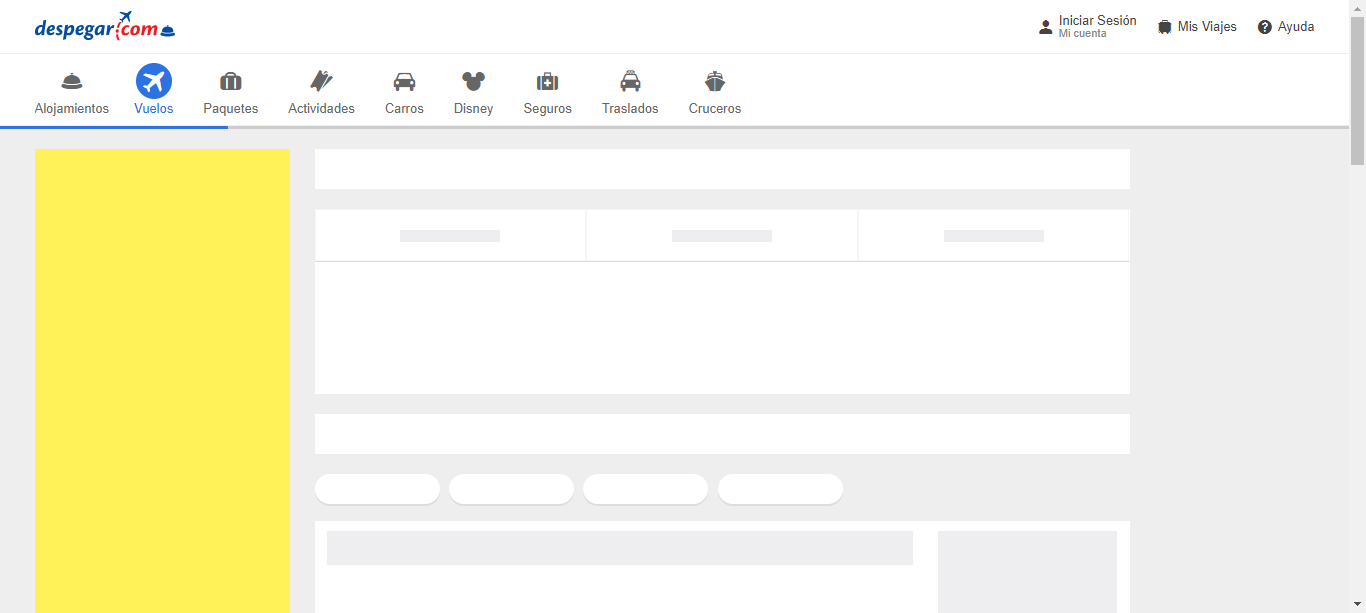 despegar.com
Iniciar Sesión
Mi cuenta
Mis Viajes
Ayuda
Alojamientos
Vuelos
Paquetes
Actividades
Carros
Disney
Seguros
Traslados
Cruceros